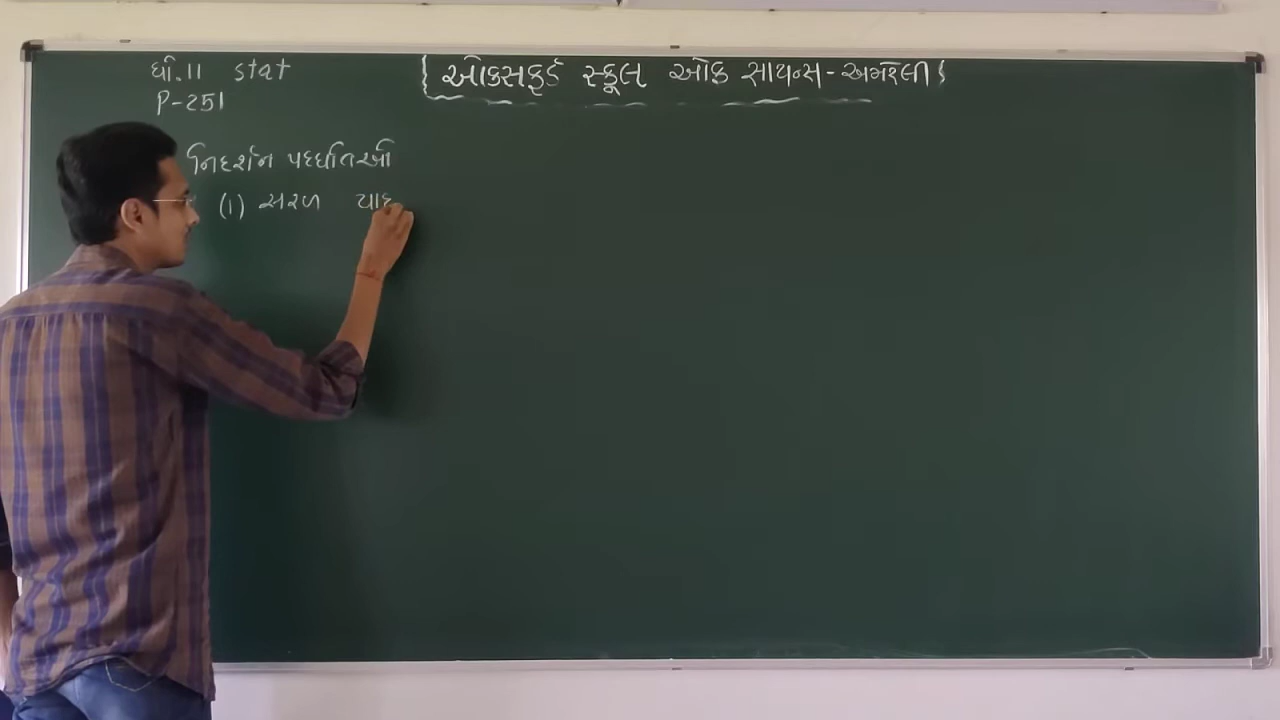 ધો.11 stat
{ ઓક્સફર્ડ સ્કૂલ ઓફ સાયન્સ - અમરેલી }
P-251
નિદર્શન પદ્ધતિઓ
(1) સરળ યાદ